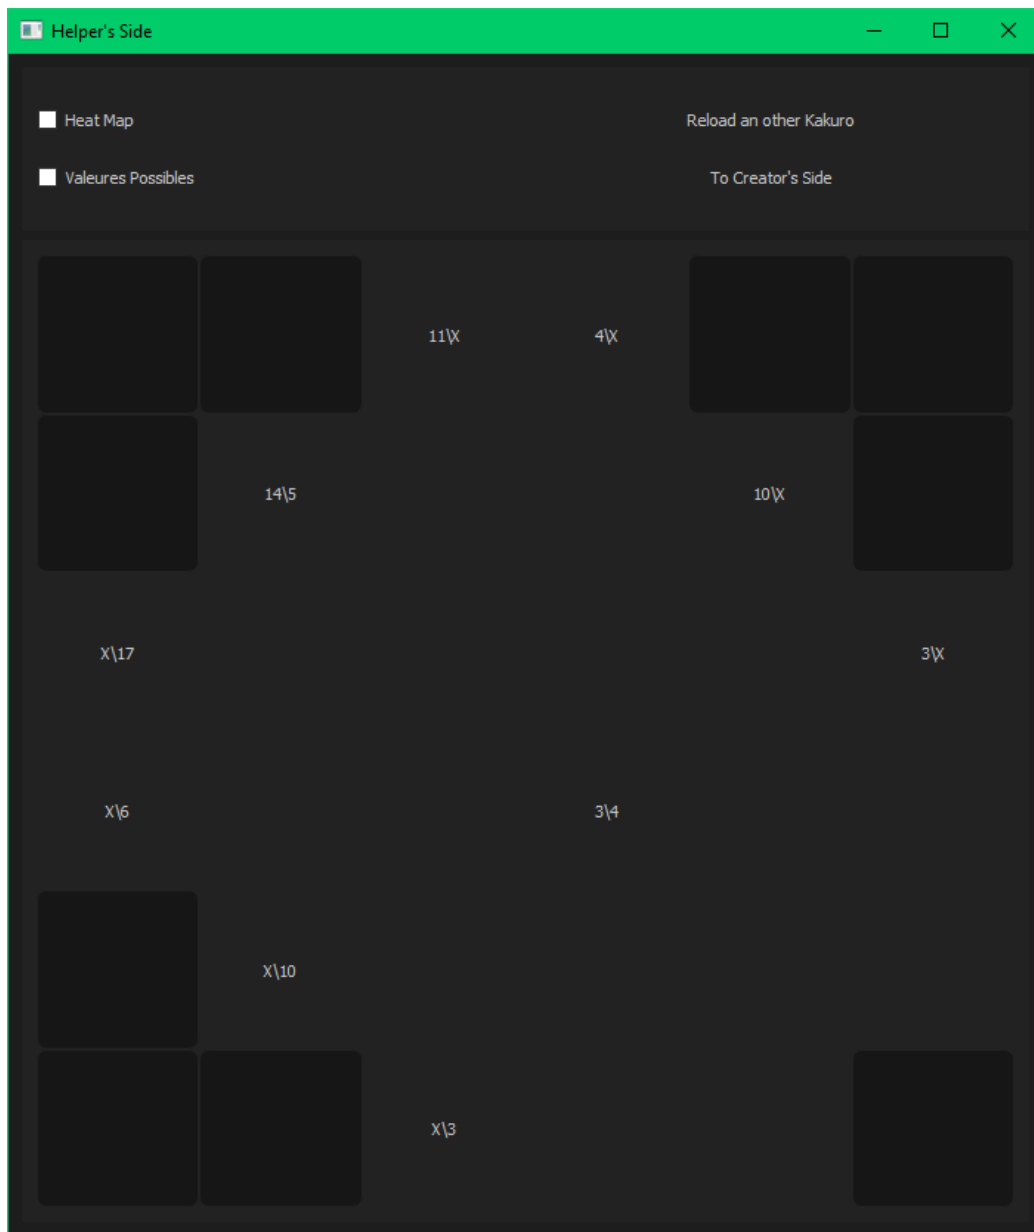 Helper's Side
Heat Map Reload an other Kakuro
Valeures Possibles To Creator's Side
11\X 4\X
14\5 10\X
X\17 3\X
X\6 3\4
X\10
X\3